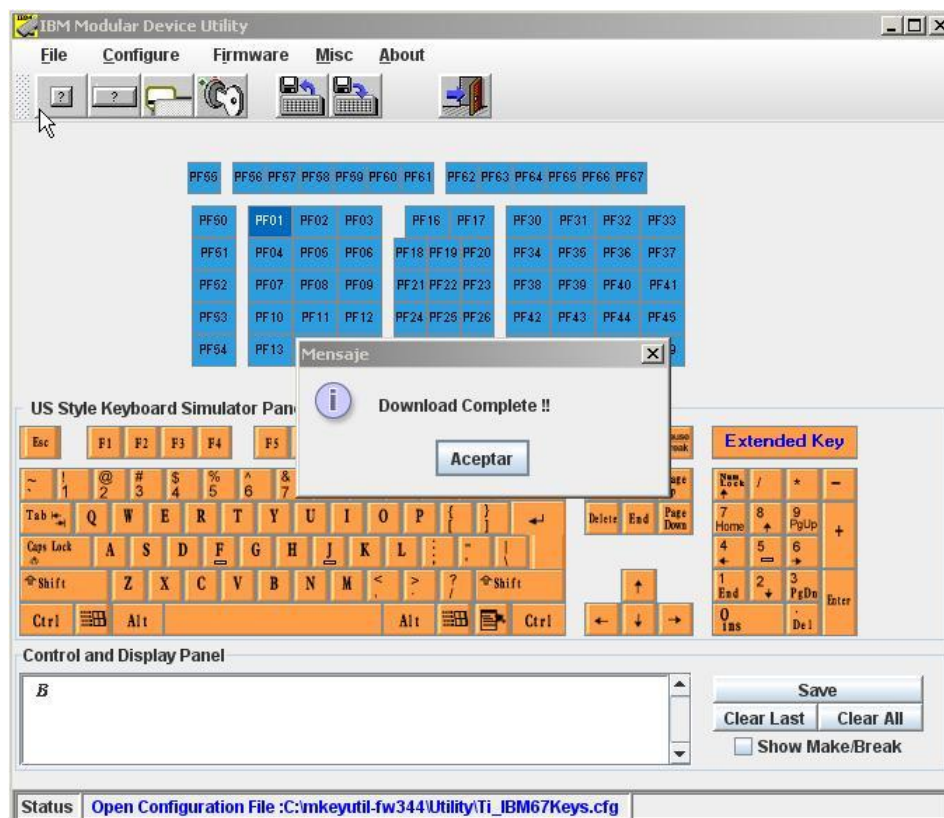 IBM Modular Device Utility
File Configure Firmware Misc About
? ?
PF55 PF56 PF57 PF58 PF59 PF60 PF61 PF62 PF63 PF64 PF65 PF66 PF67
PF50 PF01 PF02 PF03 PF16 PF17 PF30 PF31 PF32 PF33
PF51 PF04 PF05 PF06 PF18 PF19 PF20 PF34 PF35 PF36 PF37
PF52 PF07 PF08 PF09 PF21 PF22 PF23 PF38 PF39 PF40 PF41
PF53 PF10 PF11 PF12 PF24 PF25 PF26 PF42 PF43 PF44 PF45
PF54 PF13
Mensaje
Download Complete !!
Aceptar
US Style Keyboard Simulator
Esc F1 F2 F3 F4 F5 Extended Key
~ ` ! 1 @ 2 # 3 $ 4 % 5 ^ 6 & 7 Num Lock / * -
Tab Q W E R T Y U I O P { [ } ] Delete End Page Down 7 Home 8 9 PgUp +
Caps Lock A S D F G H J K L : ; " ' | \ 4 5 6
Shift Z X C V B N M < , > . ? / Shift 1 End 2 3 PgDn Enter
Ctrl Alt Alt Ctrl 0 ins . Del
Control and Display Panel
B
Save
Clear Last Clear All
Show Make/Break
Status Open Configuration File :C:\mkeyutil-fw344\Utility\Ti_IBM67Keys.cfg